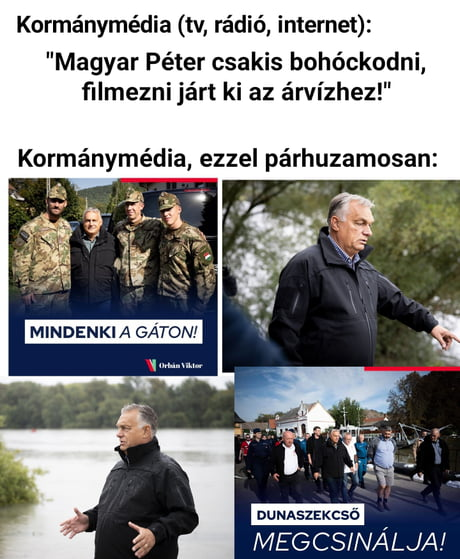 Kormánymédia (tv, rádió, internet):
"Magyar Péter csakis bohóckodni,
filmezni járt ki az árvízhez!"
Kormánymédia, ezzel párhuzamosan:
MINDENKI A GÁTON!
Orbán Viktor
DUNASZEKCSŐ
MEGCSINÁLJA!